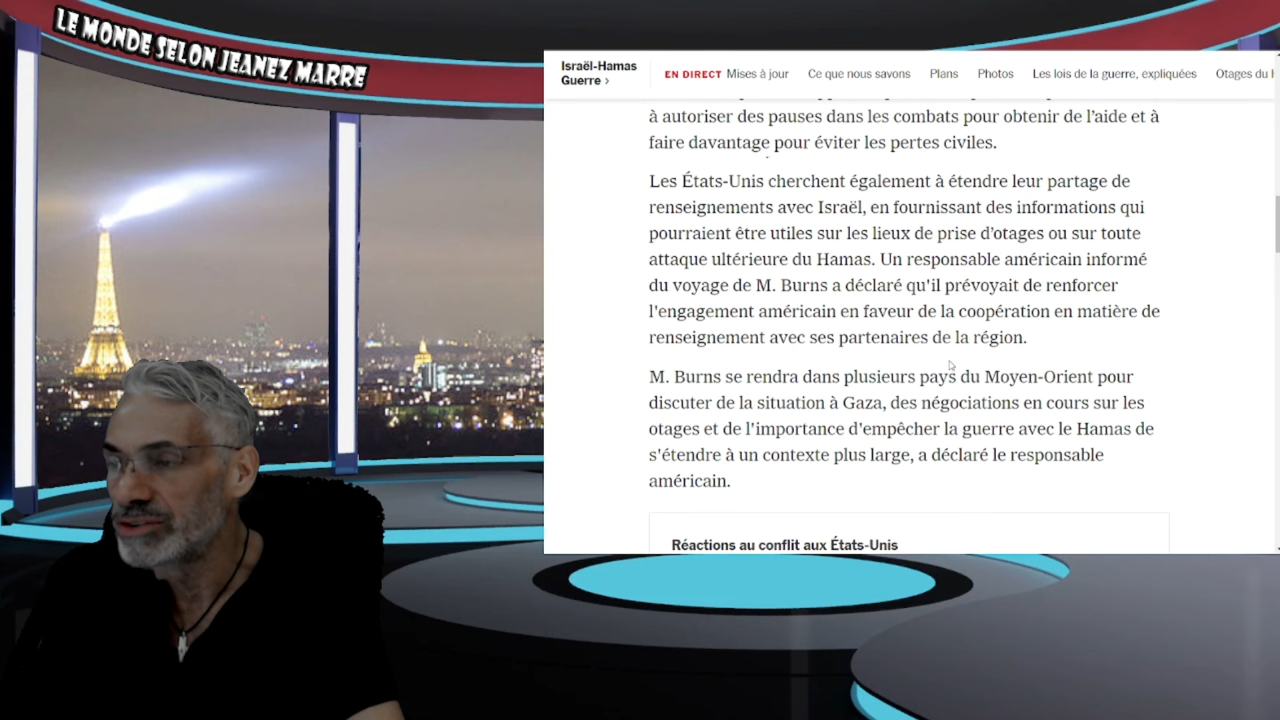 LE MONDE SELON JEANEZ MARRE
Israël-Hamas
Guerre ›
EN DIRECT Mises à jour Ce que nous savons Plans Photos Les lois de la guerre, expliquées Otages du
à autoriser des pauses dans les combats pour obtenir de l'aide et à
faire davantage pour éviter les pertes civiles.
Les États-Unis cherchent également à étendre leur partage de
renseignements avec Israël, en fournissant des informations qui
pourraient être utiles sur les lieux de prise d'otages ou sur toute
attaque ultérieure du Hamas. Un responsable américain informé
du voyage de M. Burns a déclaré qu'il prévoyait de renforcer
l'engagement américain en faveur de la coopération en matière de
renseignement avec ses partenaires de la région.
M. Burns se rendra dans plusieurs pays du Moyen-Orient pour
discuter de la situation à Gaza, des négociations en cours sur les
otages et de l'importance d'empêcher la guerre avec le Hamas de
s'étendre à un contexte plus large, a déclaré le responsable
américain.
Réactions au conflit aux États-Unis